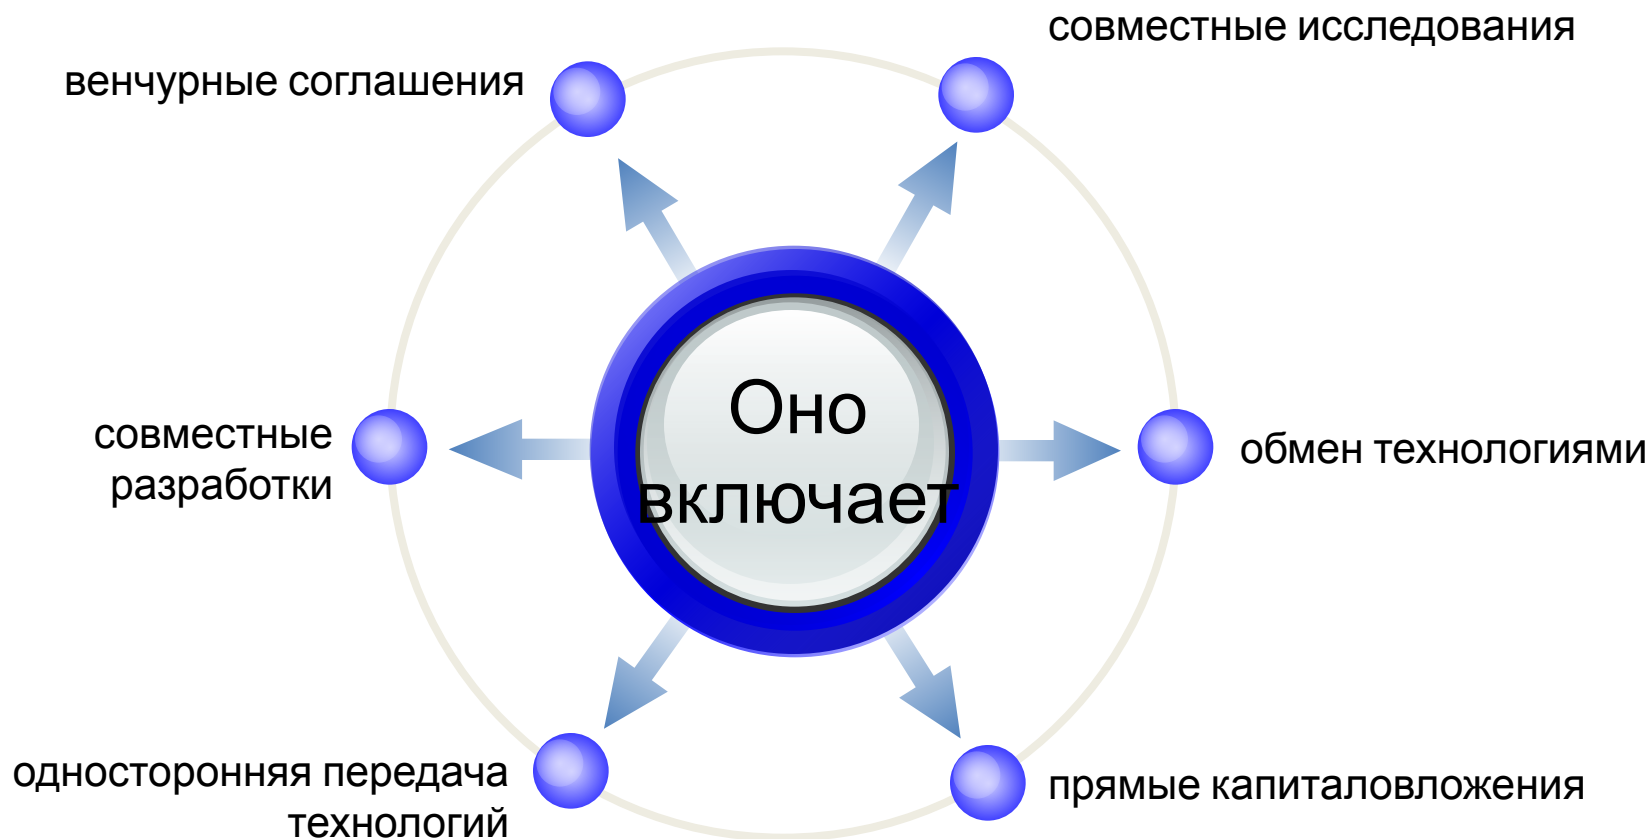 совместные исследования
венчурные соглашения
Оно
включает
совместные
разработки
обмен технологиями
односторонняя передача
технологий
прямые капиталовложения